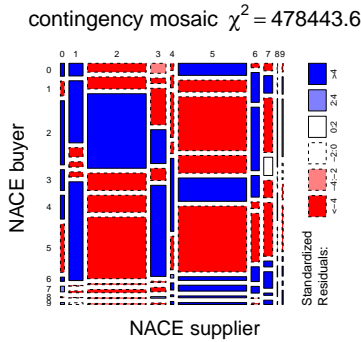 contingency mosaic χ² = 478443.6
0 1 2 3 4 5 6 7 8 9
0
1
2
3
4
5
6
7
8
9
NACE buyer
NACE supplier
Standardized
Residuals:
<-4
-4:-2
-2:0
0:2
2:4
>4